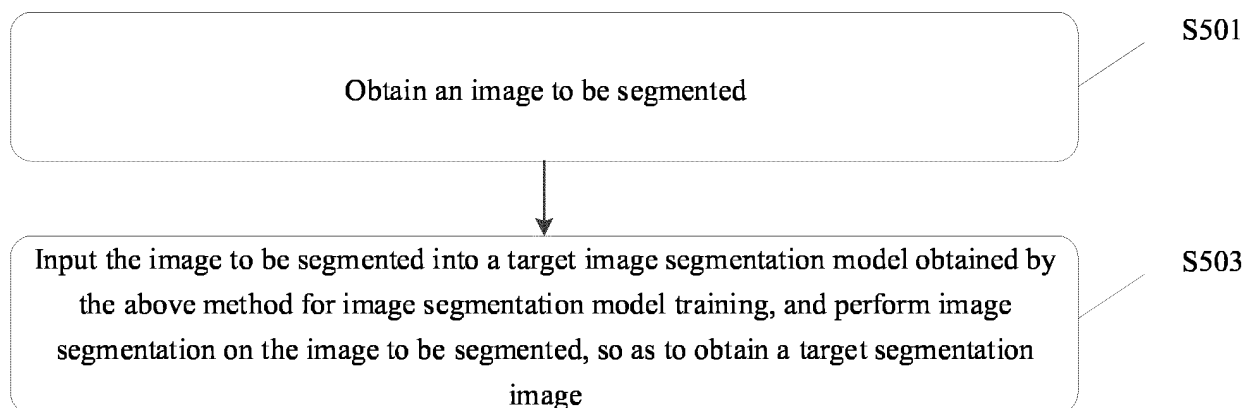 S501
Obtain an image to be segmented
S503
Input the image to be segmented into a target image segmentation model obtained by
the above method for image segmentation model training, and perform image
segmentation on the image to be segmented, so as to obtain a target segmentation
image